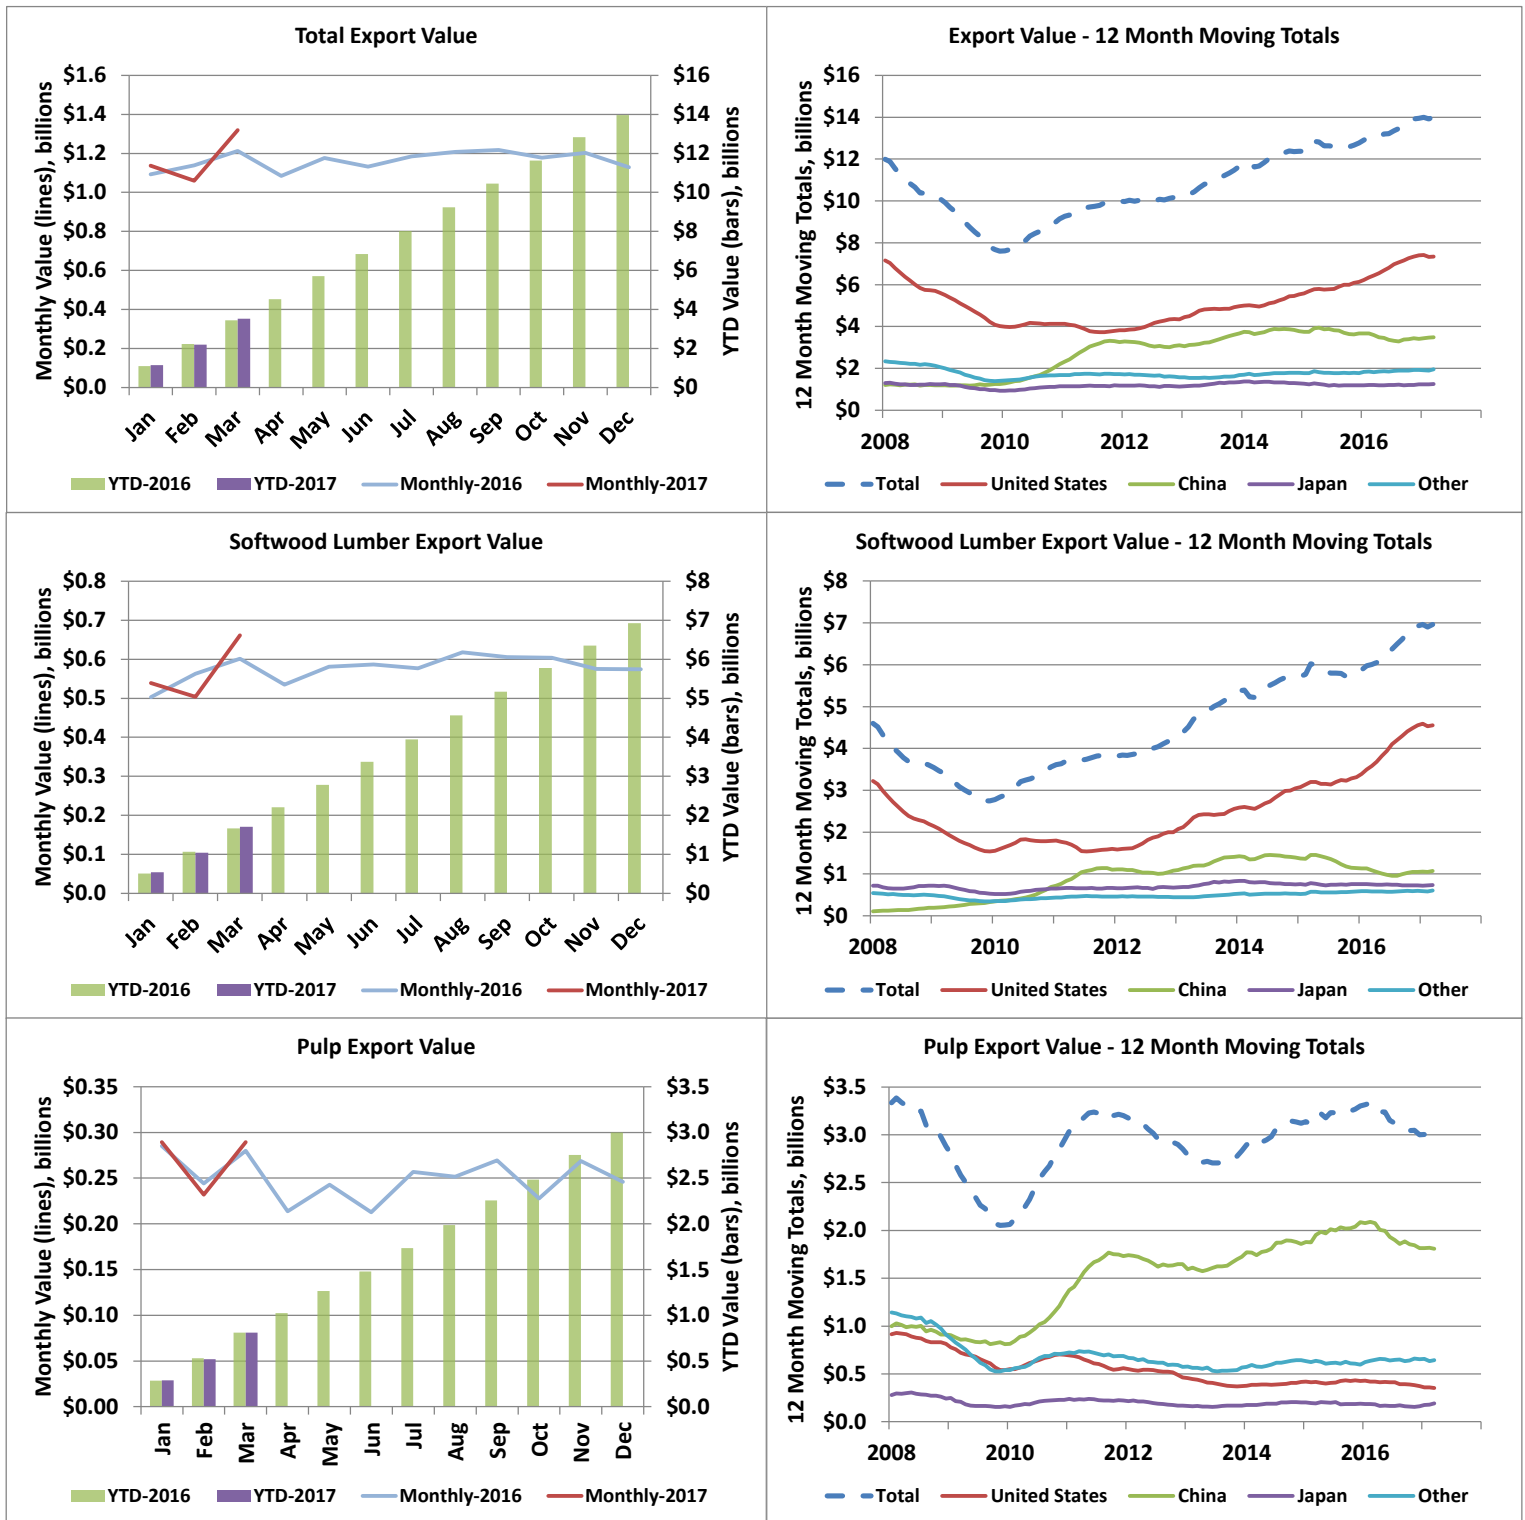 Total Export Value
Monthly Value (lines), billions
$1.6
$1.4
$1.2
$1.0
$0.8
$0.6
$0.4
$0.2
$0.0
$16
$14
$12
$10
$8
$6
$4
$2
$0
YTD Value (bars), billions
Jan Feb Mar Apr May Jun Jul Aug Sep Oct Nov Dec
YTD-2016 YTD-2017 Monthly-2016 Monthly-2017
Export Value - 12 Month Moving Totals
12 Month Moving Totals, billions
$16
$14
$12
$10
$8
$6
$4
$2
$0
2008 2010 2012 2014 2016
Total United States China Japan Other
Softwood Lumber Export Value
Monthly Value (lines), billions
$0.8
$0.7
$0.6
$0.5
$0.4
$0.3
$0.2
$0.1
$0.0
$8
$7
$6
$5
$4
$3
$2
$1
$0
YTD Value (bars), billions
Jan Feb Mar Apr May Jun Jul Aug Sep Oct Nov Dec
YTD-2016 YTD-2017 Monthly-2016 Monthly-2017
Softwood Lumber Export Value - 12 Month Moving Totals
12 Month Moving Totals, billions
$8
$7
$6
$5
$4
$3
$2
$1
$0
2008 2010 2012 2014 2016
Total United States China Japan Other
Pulp Export Value
Monthly Value (lines), billions
$0.35
$0.30
$0.25
$0.20
$0.15
$0.10
$0.05
$0.00
$3.5
$3.0
$2.5
$2.0
$1.5
$1.0
$0.5
$0.0
YTD Value (bars), billions
Jan Feb Mar Apr May Jun Jul Aug Sep Oct Nov Dec
YTD-2016 YTD-2017 Monthly-2016 Monthly-2017
Pulp Export Value - 12 Month Moving Totals
12 Month Moving Totals, billions
$3.5
$3.0
$2.5
$2.0
$1.5
$1.0
$0.5
$0.0
2008 2010 2012 2014 2016
Total United States China Japan Other